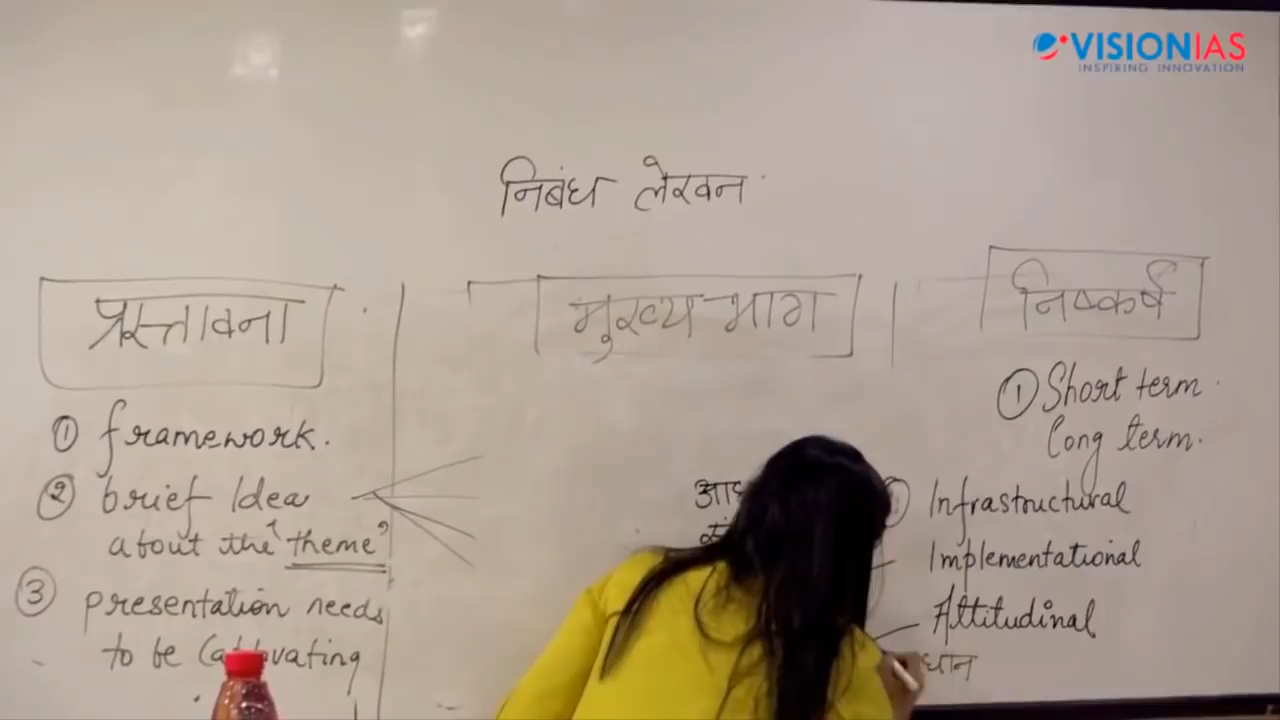 VISIONIAS
INSPIRING INNOVATION
निबंध लेखन
प्रस्तावना
① framework.
② brief Idea
about the "theme"
③ presentation needs
to be
मुख्य भाग
निष्कर्ष
① Short term
long term.
Infrastructural
Implementational
Attitudinal